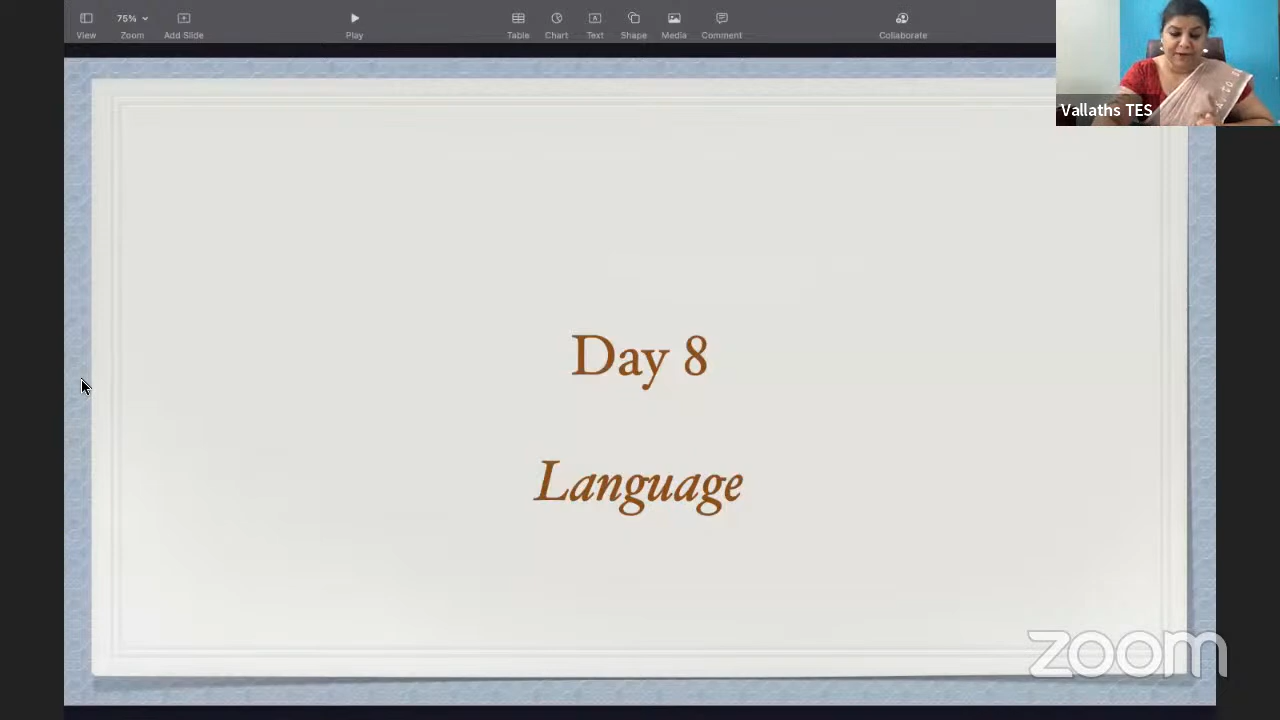 75%
View
Zoom
Add Slide
Play
Table
Chart
Text
Shape
Media
Comment
Collaborate
Vallaths TES
Day 8
Language
zoom